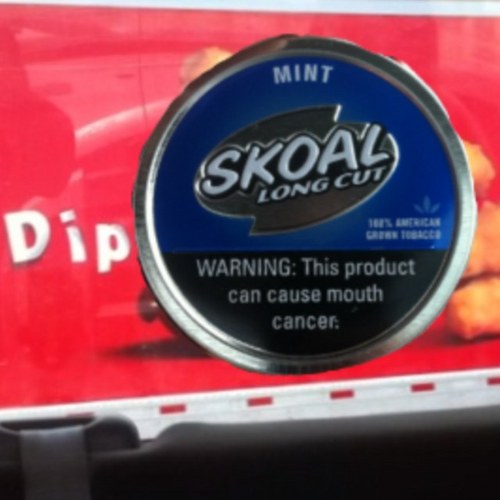 MINT
SKOAL
LONG CUT
100% AMERICAN
GROWN TOBACCO
Dip
WARNING: This product
can cause mouth
cancer.